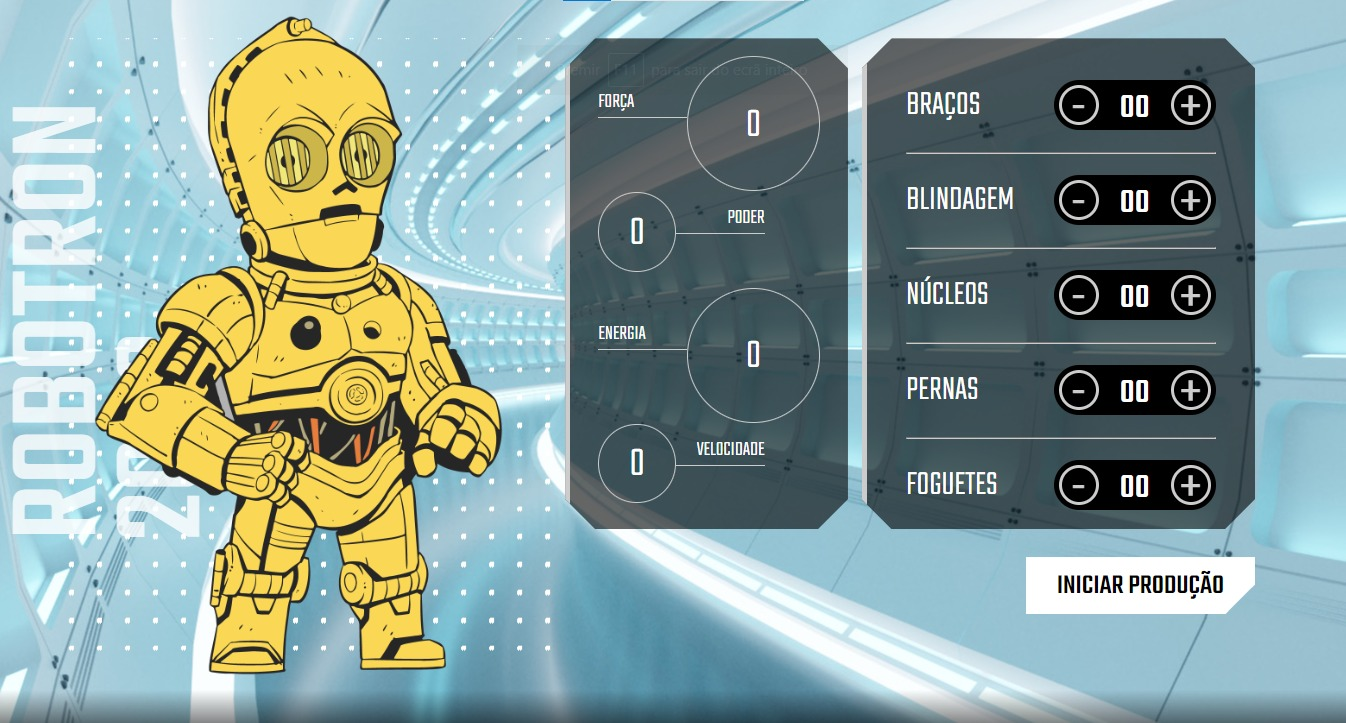 ROBOTRON
FORÇA
0
0
PODER
ENERGIA
0
0
VELOCIDADE
BRAÇOS
- 00 +
BLINDAGEM
- 00 +
NÚCLEOS
- 00 +
PERNAS
- 00 +
FOGUETES
- 00 +
INICIAR PRODUÇÃO